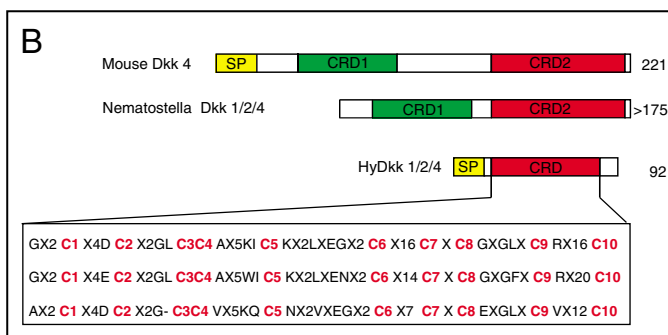 B
Mouse Dkk 4 SP CRD1 CRD2 221
Nematostella Dkk 1/2/4 CRD1 CRD2 >175
HyDkk 1/2/4 SP CRD 92
GX2 C1 X4D C2 X2GL C3C4 AX5KI C5 KX2LXEGX2 C6 X16 C7 X C8 GXGLX C9 RX16 C10
GX2 C1 X4E C2 X2GL C3C4 AX5WI C5 KX2LXENX2 C6 X14 C7 X C8 GXGFX C9 RX20 C10
AX2 C1 X4D C2 X2G- C3C4 VX5KQ C5 NX2VXEGX2 C6 X7 C7 X C8 EXGLX C9 VX12 C10